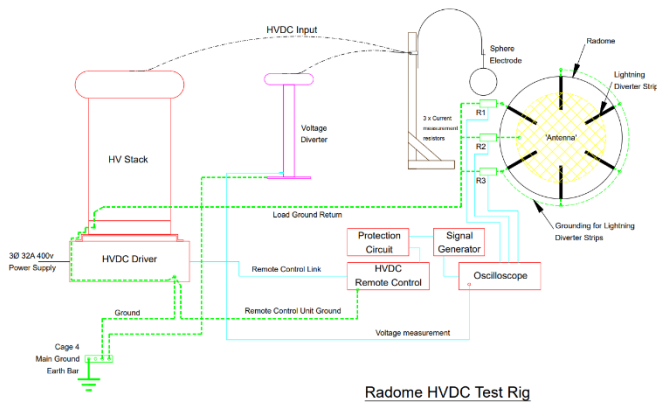 HVDC Input
Sphere
Electrode
Radome
Lightning
Diverter Strips
HV Stack
Voltage
Diverter
3 x Current
measurement
resistors
R1
R2
R3
'Antenna'
Load Ground Return
Grounding for Lightning
Diverter Strips
3Ø 32A 400v
Power Supply
HVDC Driver
Protection
Circuit
Signal
Generator
Remote Control Link
HVDC
Remote Control
Oscilloscope
Ground
Remote Control Unit Ground
Voltage measurement
Cage 4
Main Ground
Earth Bar
Radome HVDC Test Rig